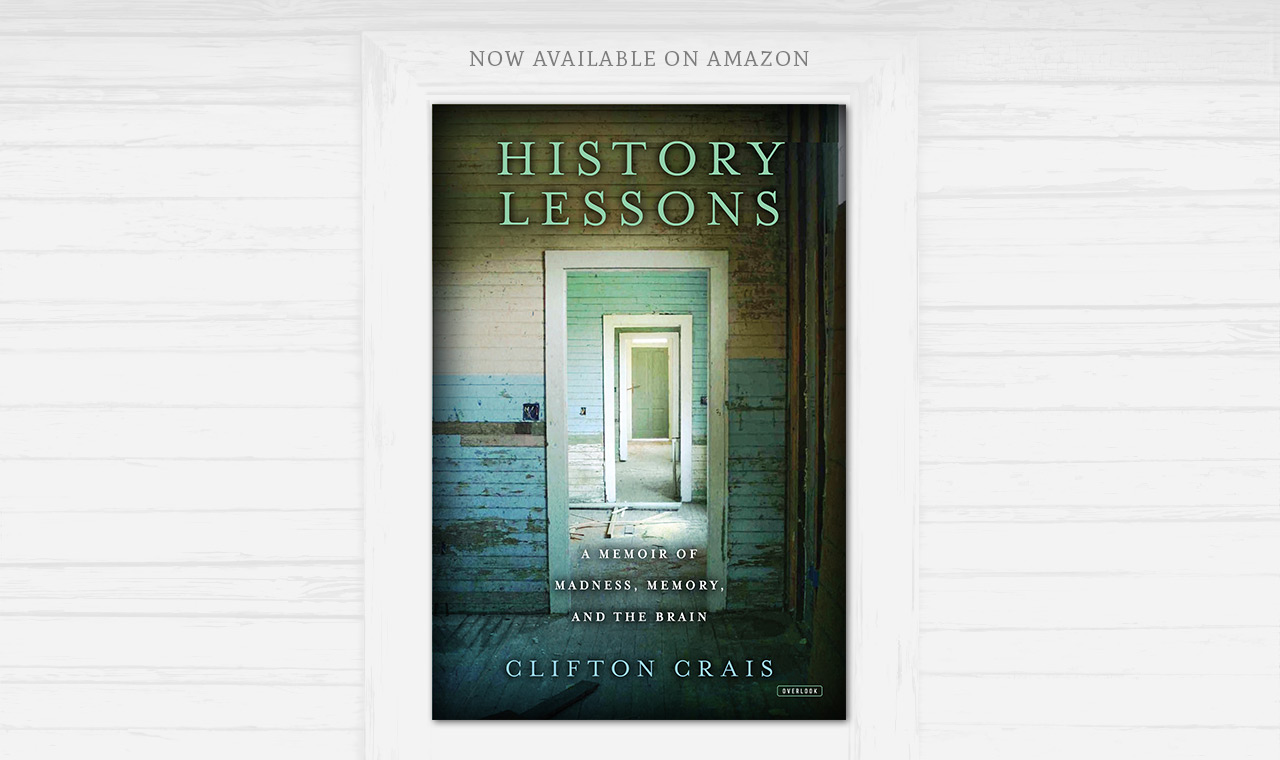 NOW AVAILABLE ON AMAZON
HISTORY
LESSONS
A MEMOIR OF
MADNESS, MEMORY,
AND THE BRAIN
CLIFTON CRAIS
OVERLOOK